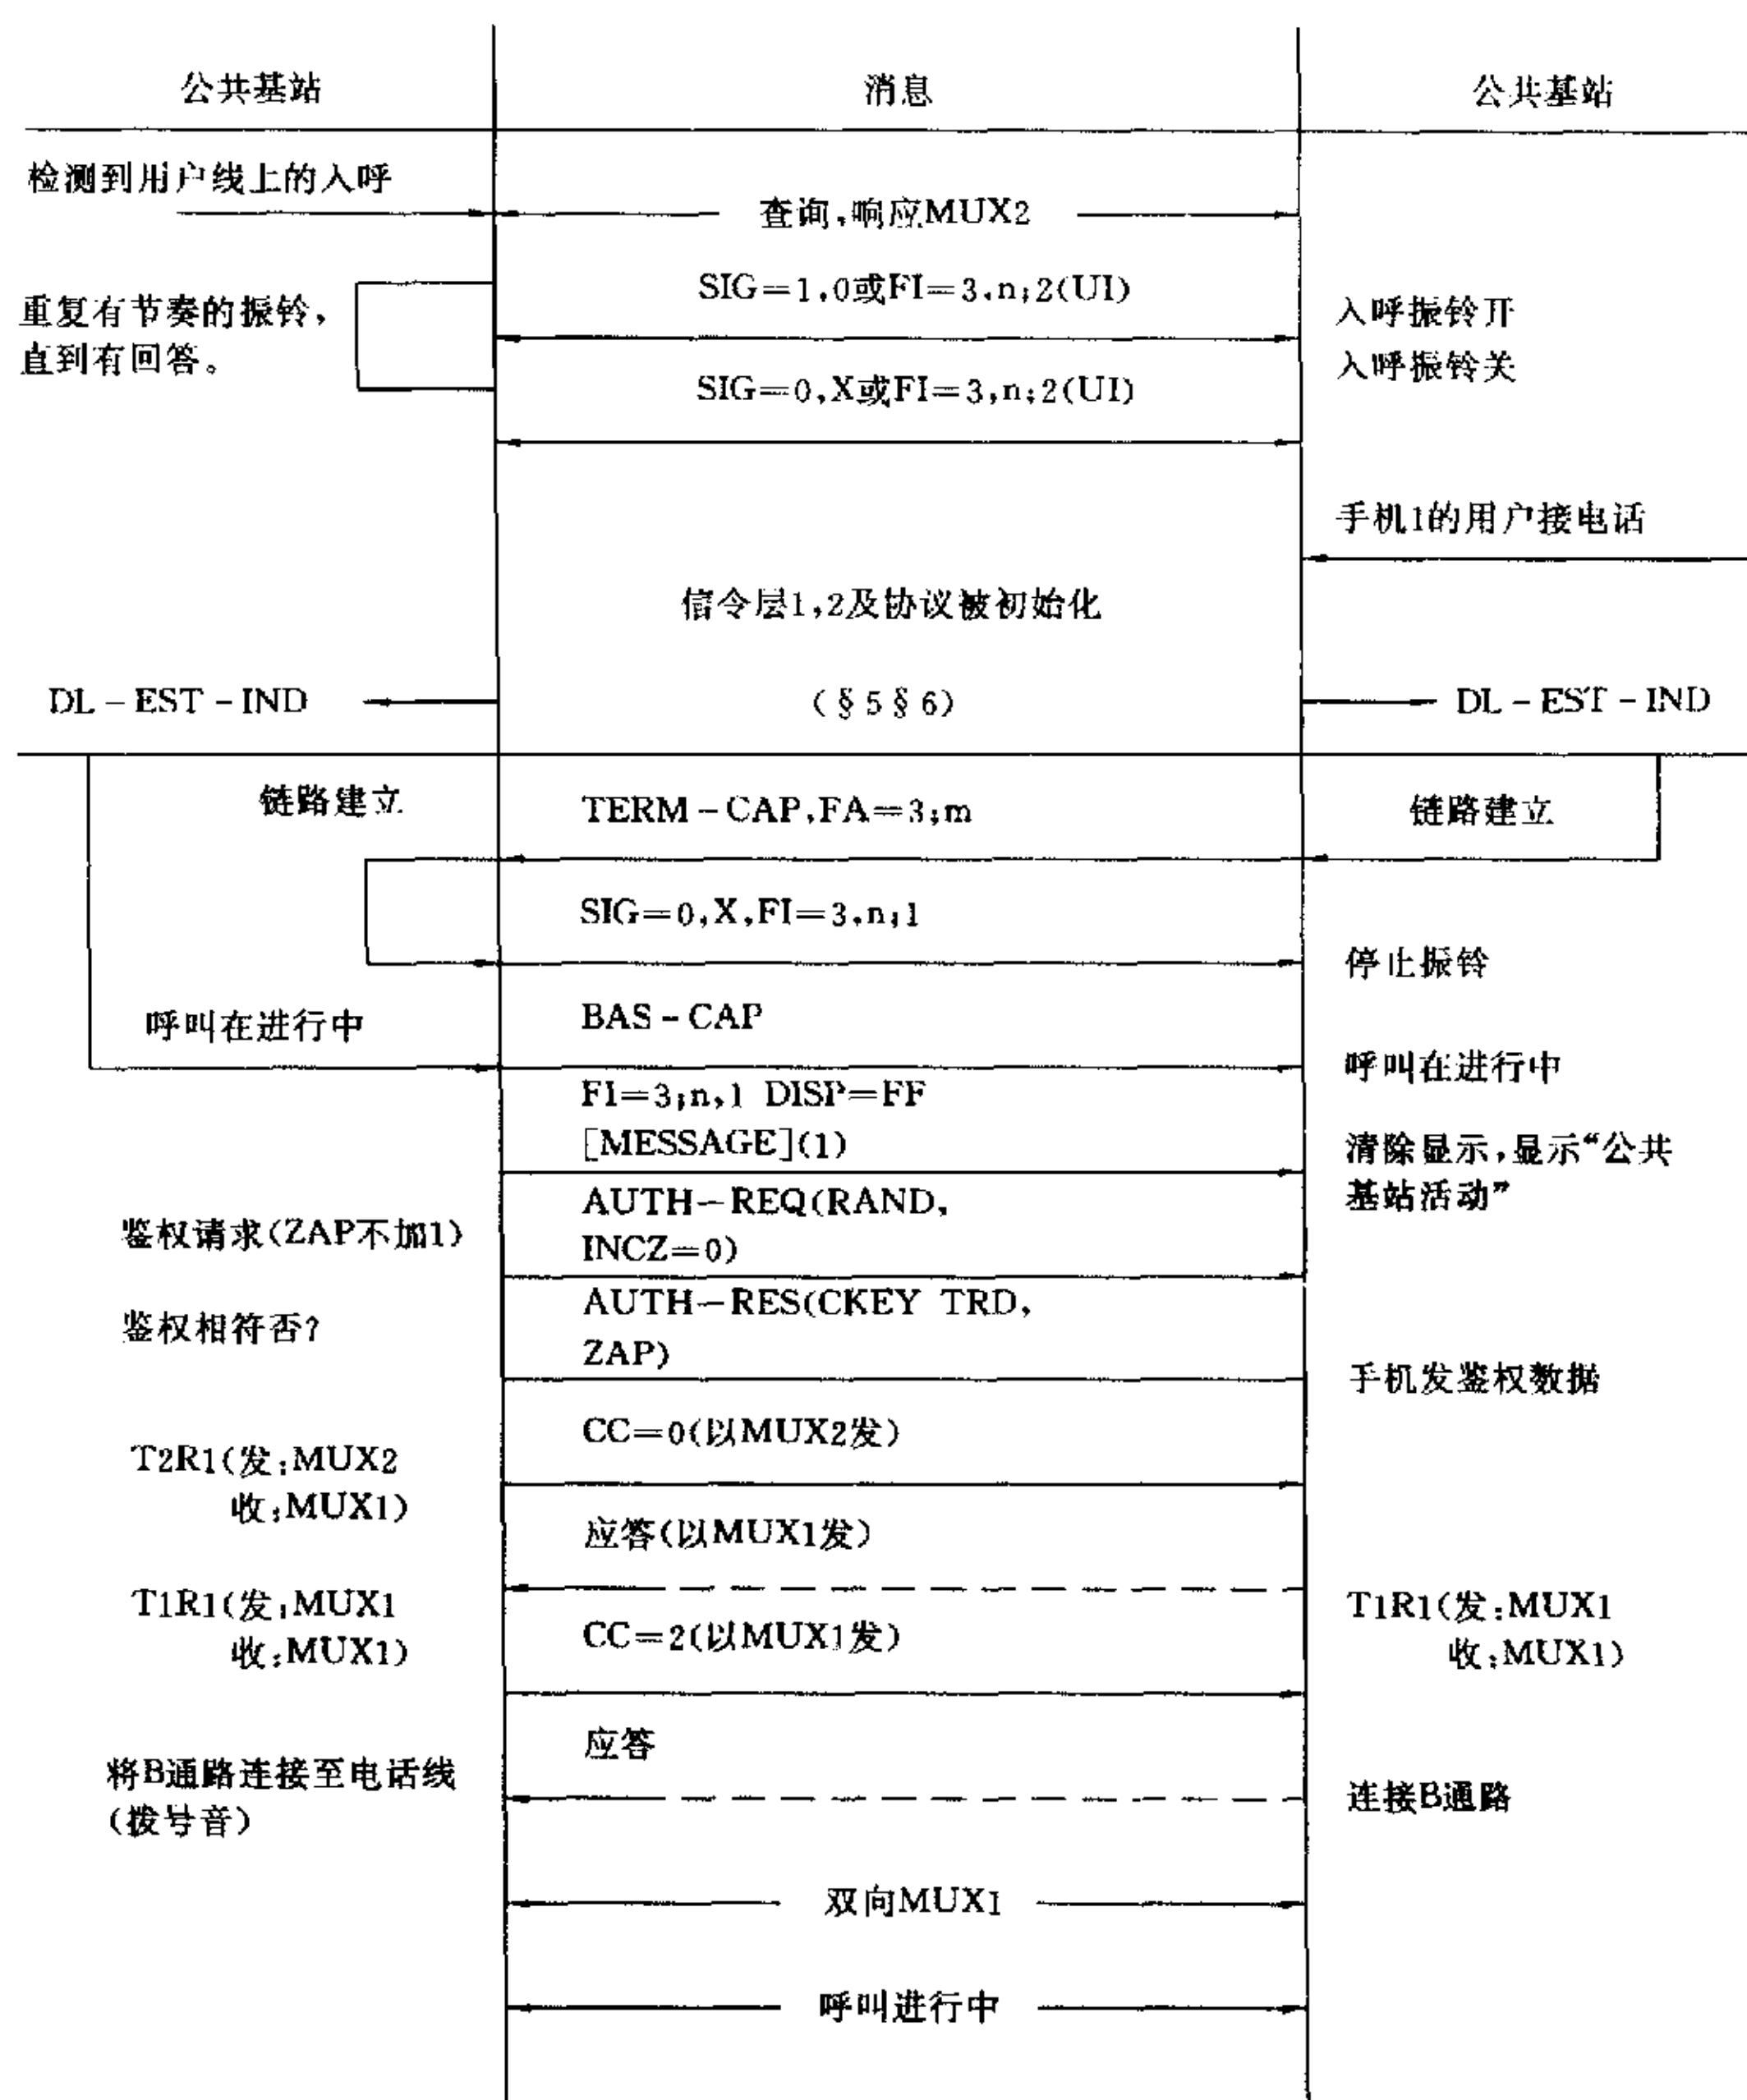 公共基站 消息 公共基站
检测到用户线上的入呼
查询,响应MUX2
SIG=1,0或FI=3,n;2(UI)
重复有节奏的振铃,
直到有回答。
入呼振铃开
入呼振铃关
SIG=0,X或FI=3,n;2(UI)
手机1的用户接电话
信令层1,2及协议被初始化
DL-EST-IND (§5§6) DL-EST-IND
链路建立 TERM-CAP,FA=3;m 链路建立
SIG=0,X,FI=3,n;1
停止振铃
呼叫在进行中 BAS-CAP
呼叫在进行中
FI=3;n,1 DISP=FF
[MESSAGE](1)
清除显示,显示“公共
基站活动”
AUTH-REQ(RAND,
INCZ=0)
鉴权请求(ZAP不加1)
AUTH-RES(CKEY TRD,
ZAP)
鉴权相符否?
手机发鉴权数据
CC=0(以MUX2发)
T2R1(发:MUX2
收:MUX1)
应答(以MUX1发)
T1R1(发:MUX1
收:MUX1)
CC=2(以MUX1发)
T1R1(发:MUX1
收:MUX1)
应答
将B通路连接至电话线
(拨号音)
连接B通路
双向MUX1
呼叫进行中